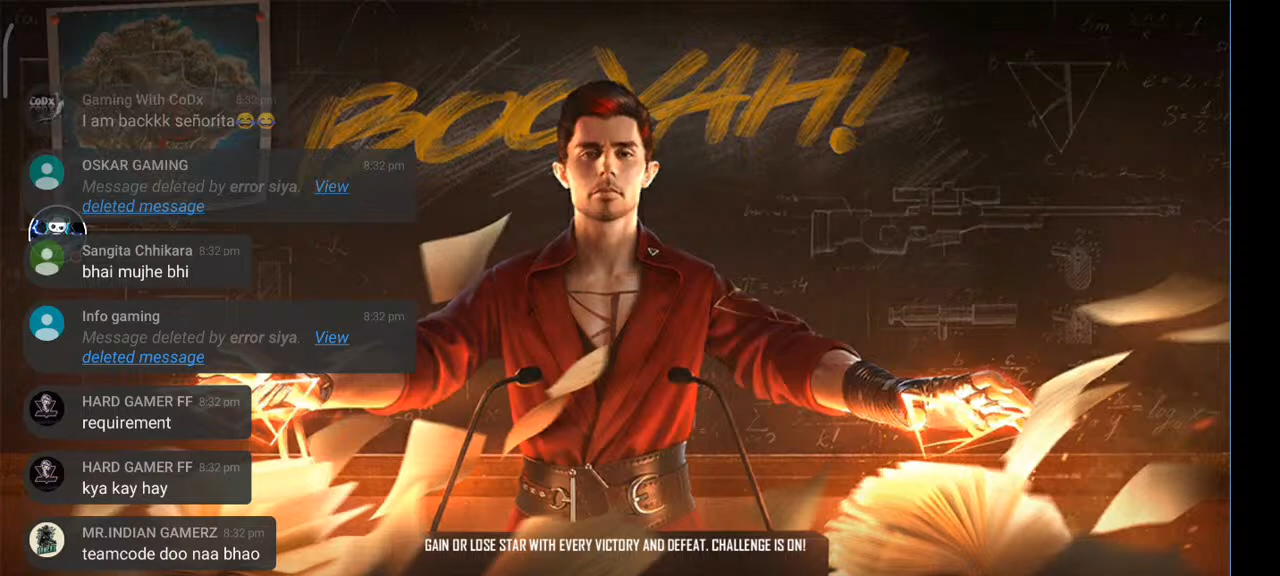 BOOYAH!
Gaming With CoDx 8:32 pm
I am backkk señorita😂😂
OSKAR GAMING 8:32 pm
Message deleted by error siya. View
deleted message
Sangita Chhikara 8:32 pm
bhai mujhe bhi
Info gaming 8:32 pm
Message deleted by error siya. View
deleted message
HARD GAMER FF 8:32 pm
requirement
HARD GAMER FF 8:32 pm
kya kay hay
MR.INDIAN GAMERZ 8:32 pm
teamcode doo naa bhao
GAIN OR LOSE STAR WITH EVERY VICTORY AND DEFEAT. CHALLENGE IS ON!